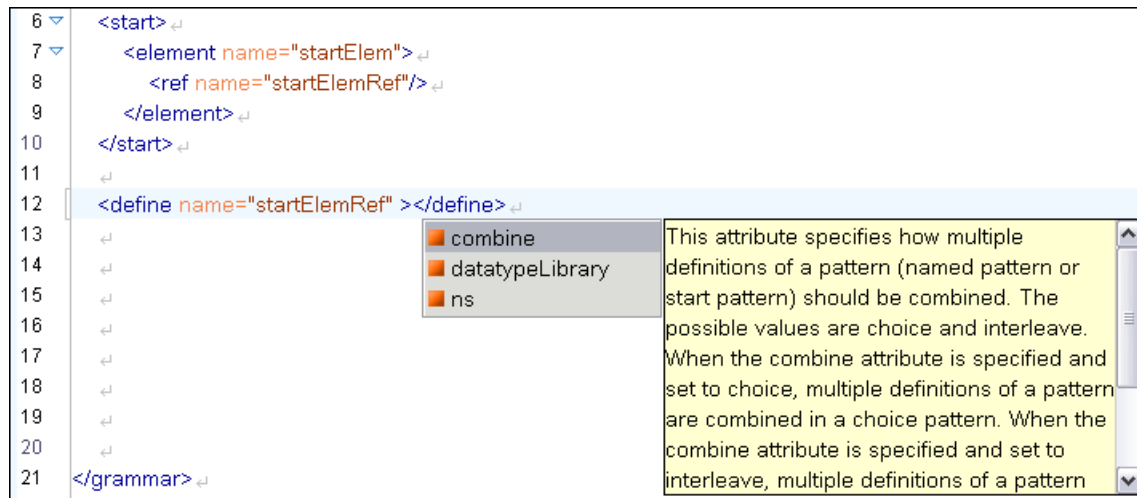 6 <start>
7 <element name="startElem">
8 <ref name="startElemRef"/>
9 </element>
10 </start>
11
12 <define name="startElemRef" ></define>
13
14
15
16
17
18
19
20
21 </grammar>
combine
datatypeLibrary
ns
This attribute specifies how multiple
definitions of a pattern (named pattern or
start pattern) should be combined. The
possible values are choice and interleave.
When the combine attribute is specified and
set to choice, multiple definitions of a pattern
are combined in a choice pattern. When the
combine attribute is specified and set to
interleave, multiple definitions of a pattern